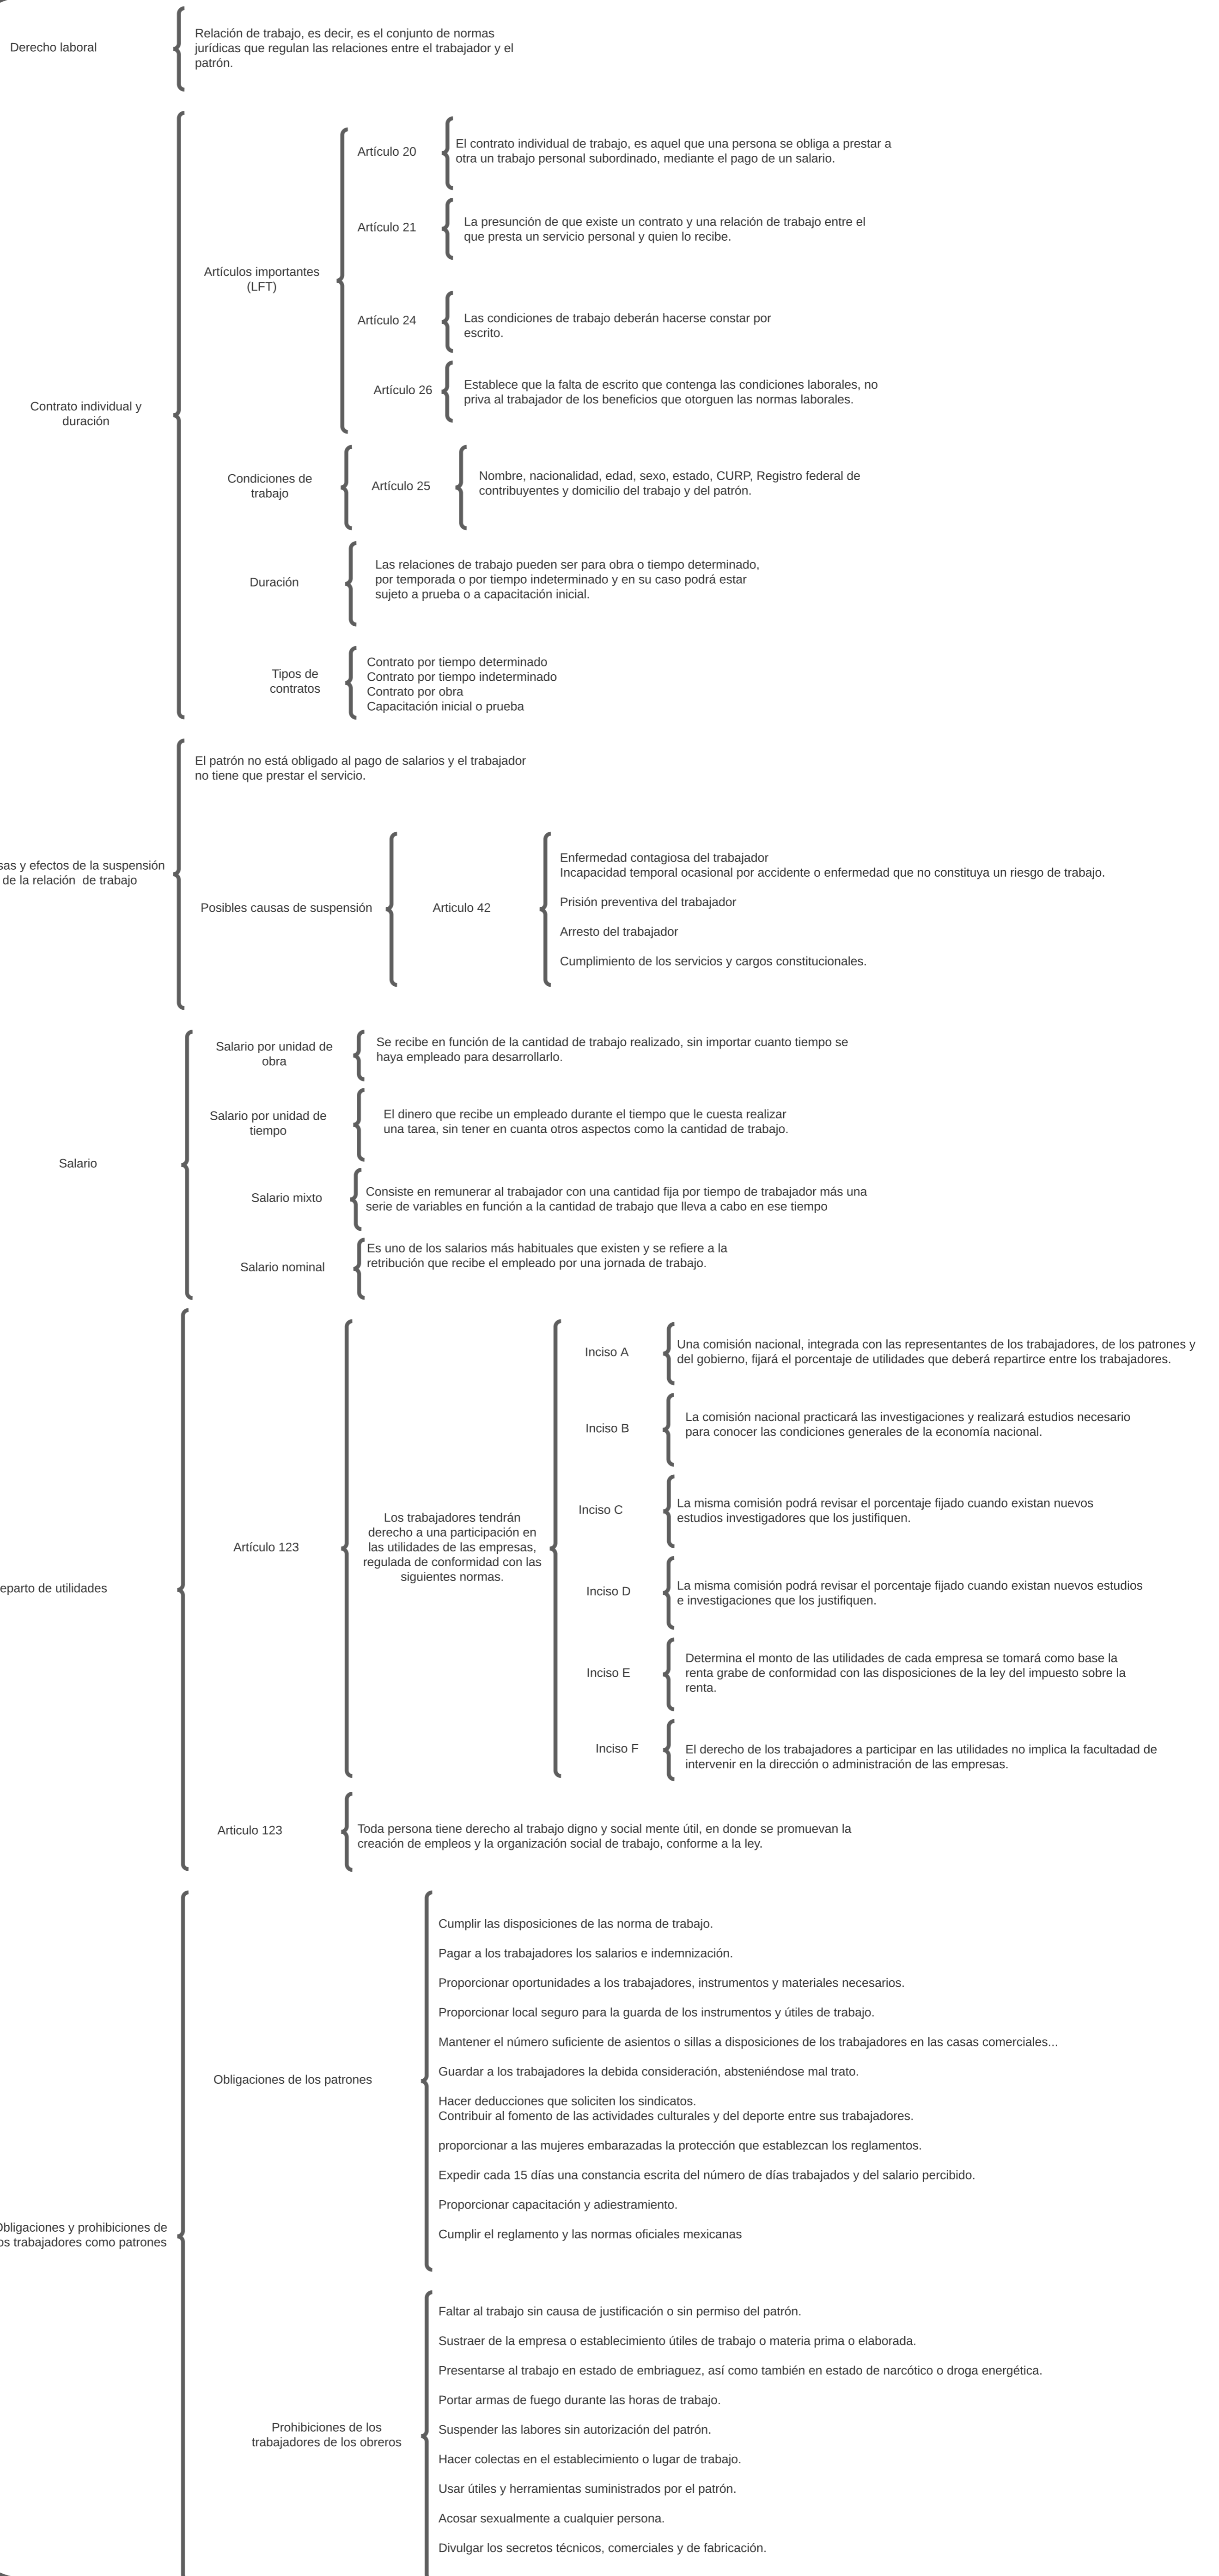 Derecho laboral
Relación de trabajo, es decir, es el conjunto de normas
jurídicas que regulan las relaciones entre el trabajador y el
patrón.
Contrato individual y
duración
Artículos importantes
(LFT)
Artículo 20
El contrato individual de trabajo, es aquel que una persona se obliga a prestar a
otra un trabajo personal subordinado, mediante el pago de un salario.
Artículo 21
La presunción de que existe un contrato y una relación de trabajo entre el
que presta un servicio personal y quien lo recibe.
Artículo 24
Las condiciones de trabajo deberán hacerse constar por
escrito.
Artículo 26
Establece que la falta de escrito que contenga las condiciones laborales, no
priva al trabajador de los beneficios que otorguen las normas laborales.
Condiciones de
trabajo
Artículo 25
Nombre, nacionalidad, edad, sexo, estado, CURP, Registro federal de
contribuyentes y domicilio del trabajo y del patrón.
Duración
Las relaciones de trabajo pueden ser para obra o tiempo determinado,
por temporada o por tiempo indeterminado y en su caso podrá estar
sujeto a prueba o a capacitación inicial.
Tipos de
contratos
Contrato por tiempo determinado
Contrato por tiempo indeterminado
Contrato por obra
Capacitación inicial o prueba
sas y efectos de la suspensión
de la relación  de trabajo
El patrón no está obligado al pago de salarios y el trabajador
no tiene que prestar el servicio.
Posibles causas de suspensión
Articulo 42
Enfermedad contagiosa del trabajador
Incapacidad temporal ocasional por accidente o enfermedad que no constituya un riesgo de trabajo.
Prisión preventiva del trabajador
Arresto del trabajador
Cumplimiento de los servicios y cargos constitucionales.
Salario
Salario por unidad de
obra
Se recibe en función de la cantidad de trabajo realizado, sin importar cuanto tiempo se
haya empleado para desarrollarlo.
Salario por unidad de
tiempo
El dinero que recibe un empleado durante el tiempo que le cuesta realizar
una tarea, sin tener en cuanta otros aspectos como la cantidad de trabajo.
Salario mixto
Consiste en remunerar al trabajador con una cantidad fija por tiempo de trabajador más una
serie de variables en función a la cantidad de trabajo que lleva a cabo en ese tiempo
Salario nominal
Es uno de los salarios más habituales que existen y se refiere a la
retribución que recibe el empleado por una jornada de trabajo.
eparto de utilidades
Artículo 123
Los trabajadores tendrán
derecho a una participación en
las utilidades de las empresas,
regulada de conformidad con las
siguientes normas.
Inciso A
Una comisión nacional, integrada con las representantes de los trabajadores, de los patrones y
del gobierno, fijará el porcentaje de utilidades que deberá repartirce entre los trabajadores.
Inciso B
La comisión nacional practicará las investigaciones y realizará estudios necesario
para conocer las condiciones generales de la economía nacional.
Inciso C
La misma comisión podrá revisar el porcentaje fijado cuando existan nuevos
estudios investigadores que los justifiquen.
Inciso D
La misma comisión podrá revisar el porcentaje fijado cuando existan nuevos estudios
e investigaciones que los justifiquen.
Inciso E
Determina el monto de las utilidades de cada empresa se tomará como base la
renta grabe de conformidad con las disposiciones de la ley del impuesto sobre la
renta.
Inciso F
El derecho de los trabajadores a participar en las utilidades no implica la facultadad de
intervenir en la dirección o administración de las empresas.
Articulo 123
Toda persona tiene derecho al trabajo digno y social mente útil, en donde se promuevan la
creación de empleos y la organización social de trabajo, conforme a la ley.
Obligaciones y prohibiciones de
os trabajadores como patrones
Obligaciones de los patrones
Cumplir las disposiciones de las norma de trabajo.
Pagar a los trabajadores los salarios e indemnización.
Proporcionar oportunidades a los trabajadores, instrumentos y materiales necesarios.
Proporcionar local seguro para la guarda de los instrumentos y útiles de trabajo.
Mantener el número suficiente de asientos o sillas a disposiciones de los trabajadores en las casas comerciales...
Guardar a los trabajadores la debida consideración, absteniéndose mal trato.
Hacer deducciones que soliciten los sindicatos.
Contribuir al fomento de las actividades culturales y del deporte entre sus trabajadores.
proporcionar a las mujeres embarazadas la protección que establezcan los reglamentos.
Expedir cada 15 días una constancia escrita del número de días trabajados y del salario percibido.
Proporcionar capacitación y adiestramiento.
Cumplir el reglamento y las normas oficiales mexicanas
Prohibiciones de los
trabajadores de los obreros
Faltar al trabajo sin causa de justificación o sin permiso del patrón.
Sustraer de la empresa o establecimiento útiles de trabajo o materia prima o elaborada.
Presentarse al trabajo en estado de embriaguez, así como también en estado de narcótico o droga energética.
Portar armas de fuego durante las horas de trabajo.
Suspender las labores sin autorización del patrón.
Hacer colectas en el establecimiento o lugar de trabajo.
Usar útiles y herramientas suministrados por el patrón.
Acosar sexualmente a cualquier persona.
Divulgar los secretos técnicos, comerciales y de fabricación.